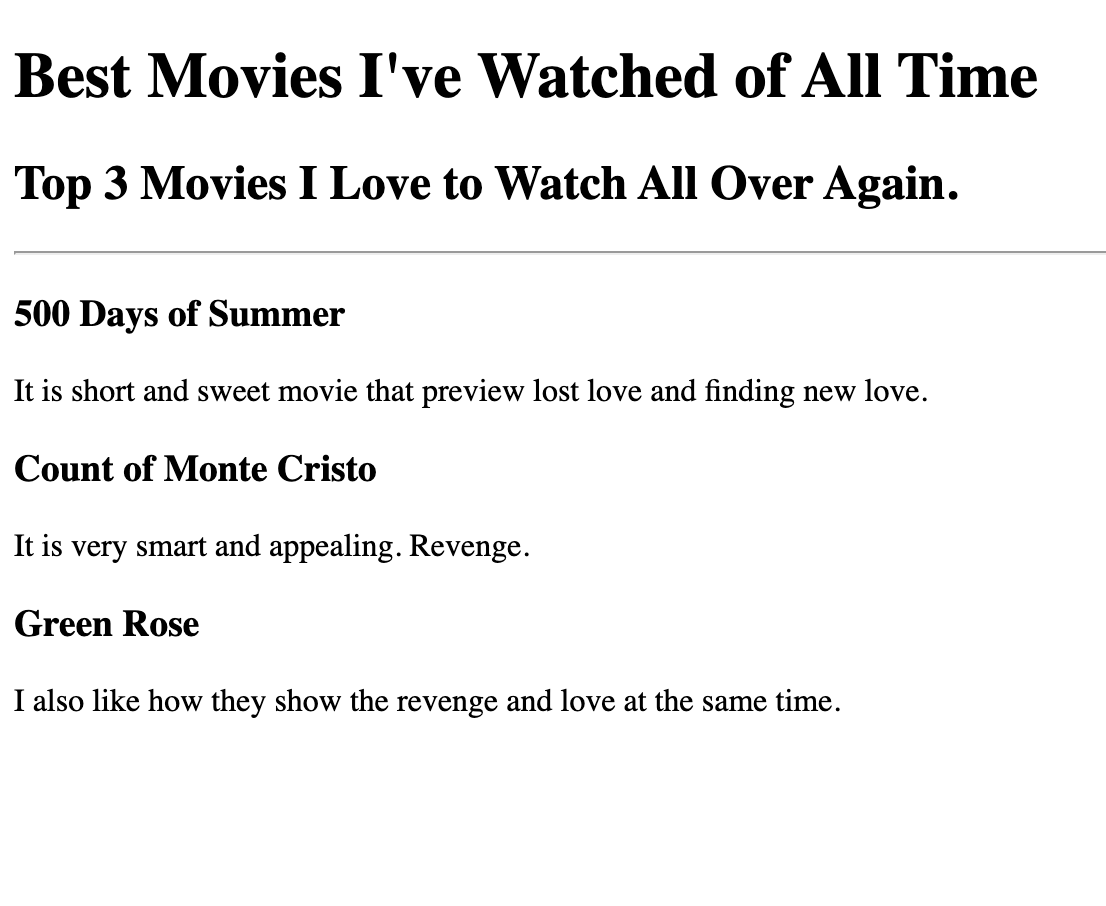 Best Movies I've Watched of All Time
Top 3 Movies I Love to Watch All Over Again.
500 Days of Summer
It is short and sweet movie that preview lost love and finding new love.
Count of Monte Cristo
It is very smart and appealing. Revenge.
Green Rose
I also like how they show the revenge and love at the same time.